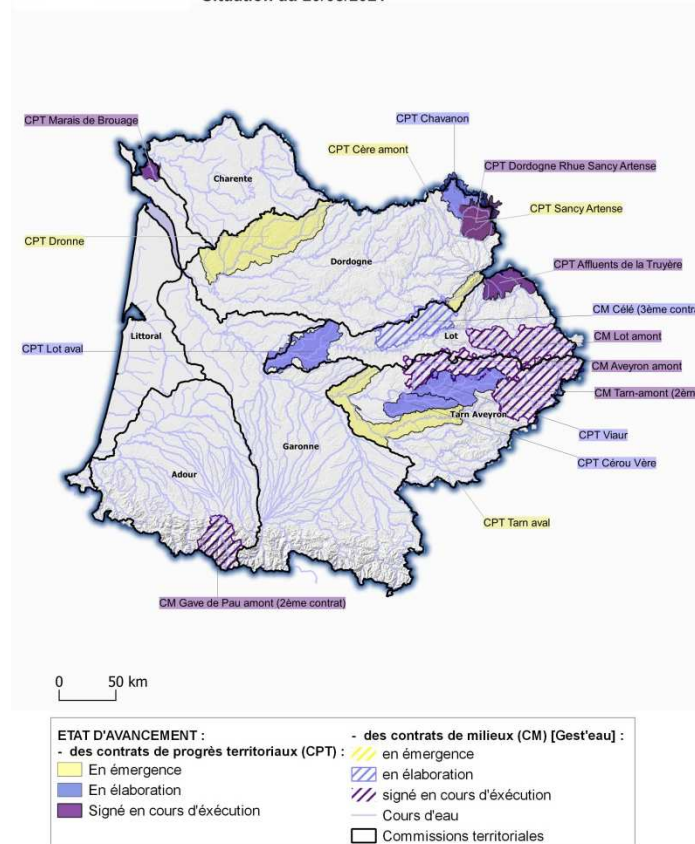 CPT Marais de Brouage
CPT Chavanon
CPT Cère amont
CPT Dordogne Rhue Sancy Artense
Charente
CPT Sancy Artense
CPT Dronne
Dordogne
CPT Affluents de la Truyère
CM Célé (3ème contra
Littoral
Lot
CM Lot amont
CPT Lot aval
CM Aveyron amont
CM Tarn-amont (2èm
Tarn Aveyron
CPT Viaur
Garonne
CPT Cérou Vère
Adour
CPT Tarn aval
CM Gave de Pau amont (2ème contrat)
0 50 km
ETAT D'AVANCEMENT :
- des contrats de progrès territoriaux (CPT) :
En émergence
En élaboration
Signé en cours d'éxécution
- des contrats de milieux (CM) [Gest'eau] :
en émergence
en élaboration
signé en cours d'éxécution
Cours d'eau
Commissions territoriales